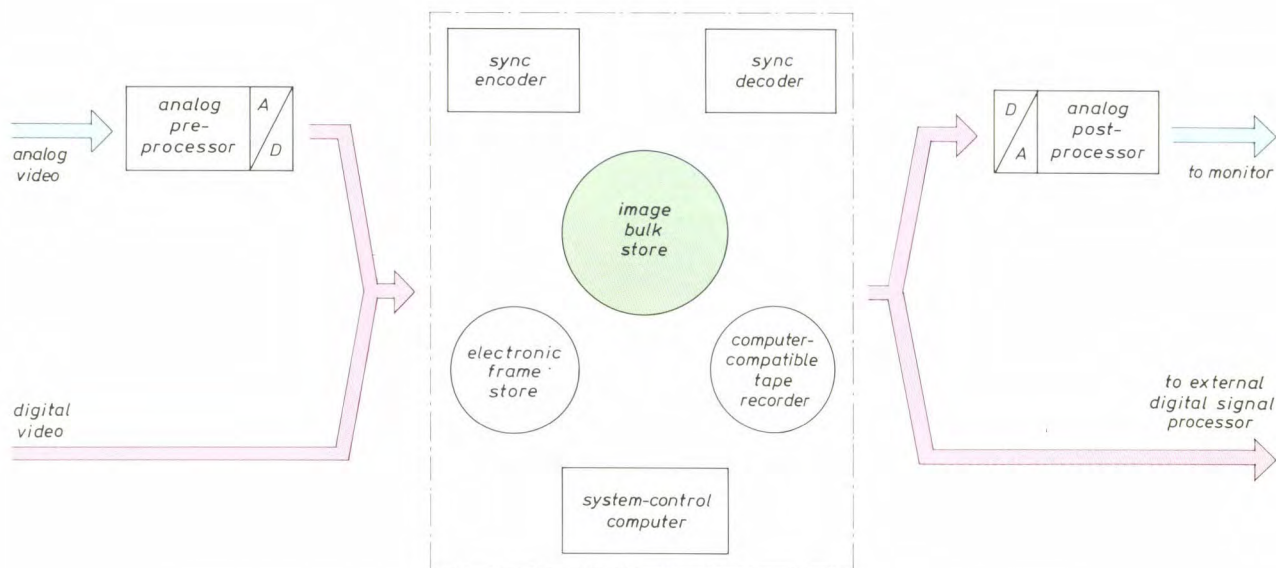 sync
encoder
sync
decoder
analog
pre-
processor
A
D
analog
video
D
A
analog
post-
processor
to monitor
image
bulk
store
electronic
frame
store
computer-
compatible
tape
recorder
digital
video
to external
digital signal
processor
system-control
computer